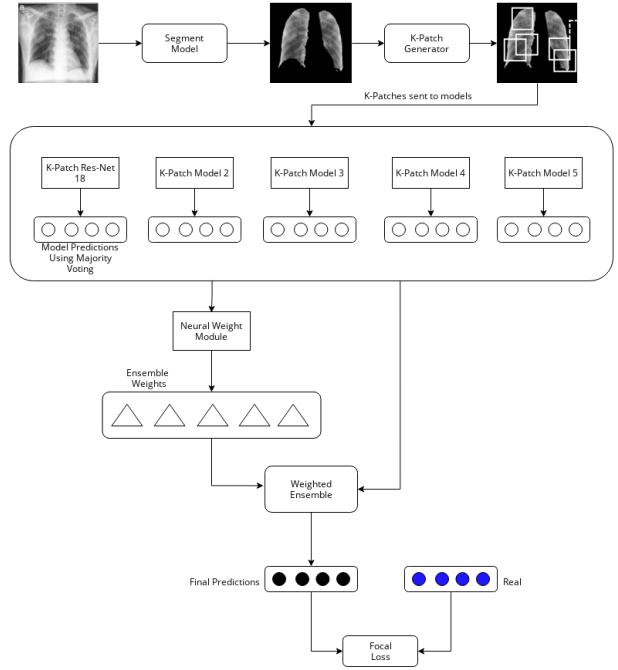 Segment
Model
K-Patch
Generator
K-Patches sent to models
K-Patch Res-Net
18
K-Patch Model 2
K-Patch Model 3
K-Patch Model 4
K-Patch Model 5
Model Predictions
Using Majority
Voting
Neural Weight
Module
Ensemble
Weights
Weighted
Ensemble
Final Predictions
Real
Focal
Loss